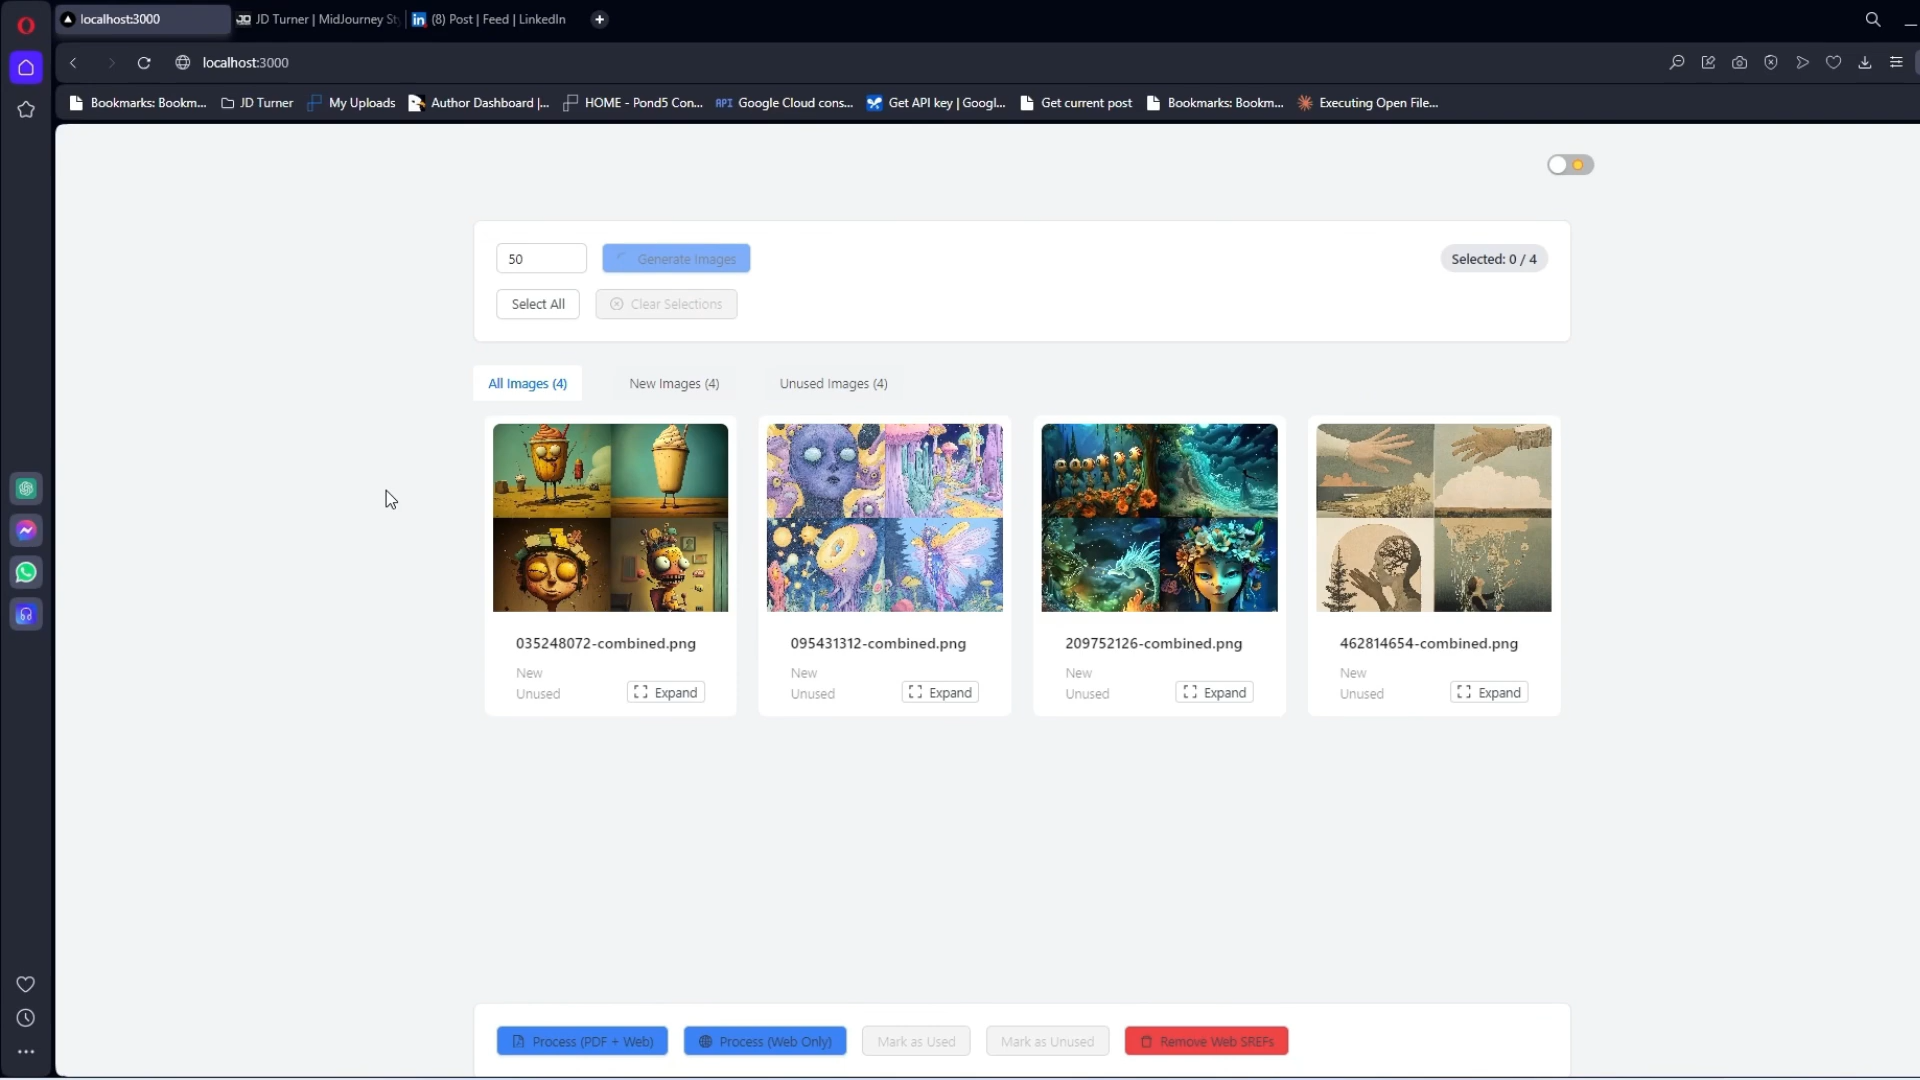 localhost:3000
JD Turner | MidJourney St
(8) Post | Feed | LinkedIn
localhost:3000
Bookmarks: Bookm...
JD Turner
My Uploads
Author Dashboard |...
HOME - Pond5 Con...
API
Google Cloud cons...
Get API key | Googl...
Get current post
Bookmarks: Bookm...
Executing Open File...
50
Generate Images
Selected: 0 / 4
Select All
Clear Selections
All Images (4)
New Images (4)
Unused Images (4)
035248072-combined.png
New
Unused
Expand
095431312-combined.png
New
Unused
Expand
209752126-combined.png
New
Unused
Expand
462814654-combined.png
New
Unused
Expand
Process (PDF + Web)
Process (Web Only)
Mark as Used
Mark as Unused
Remove Web SREFs